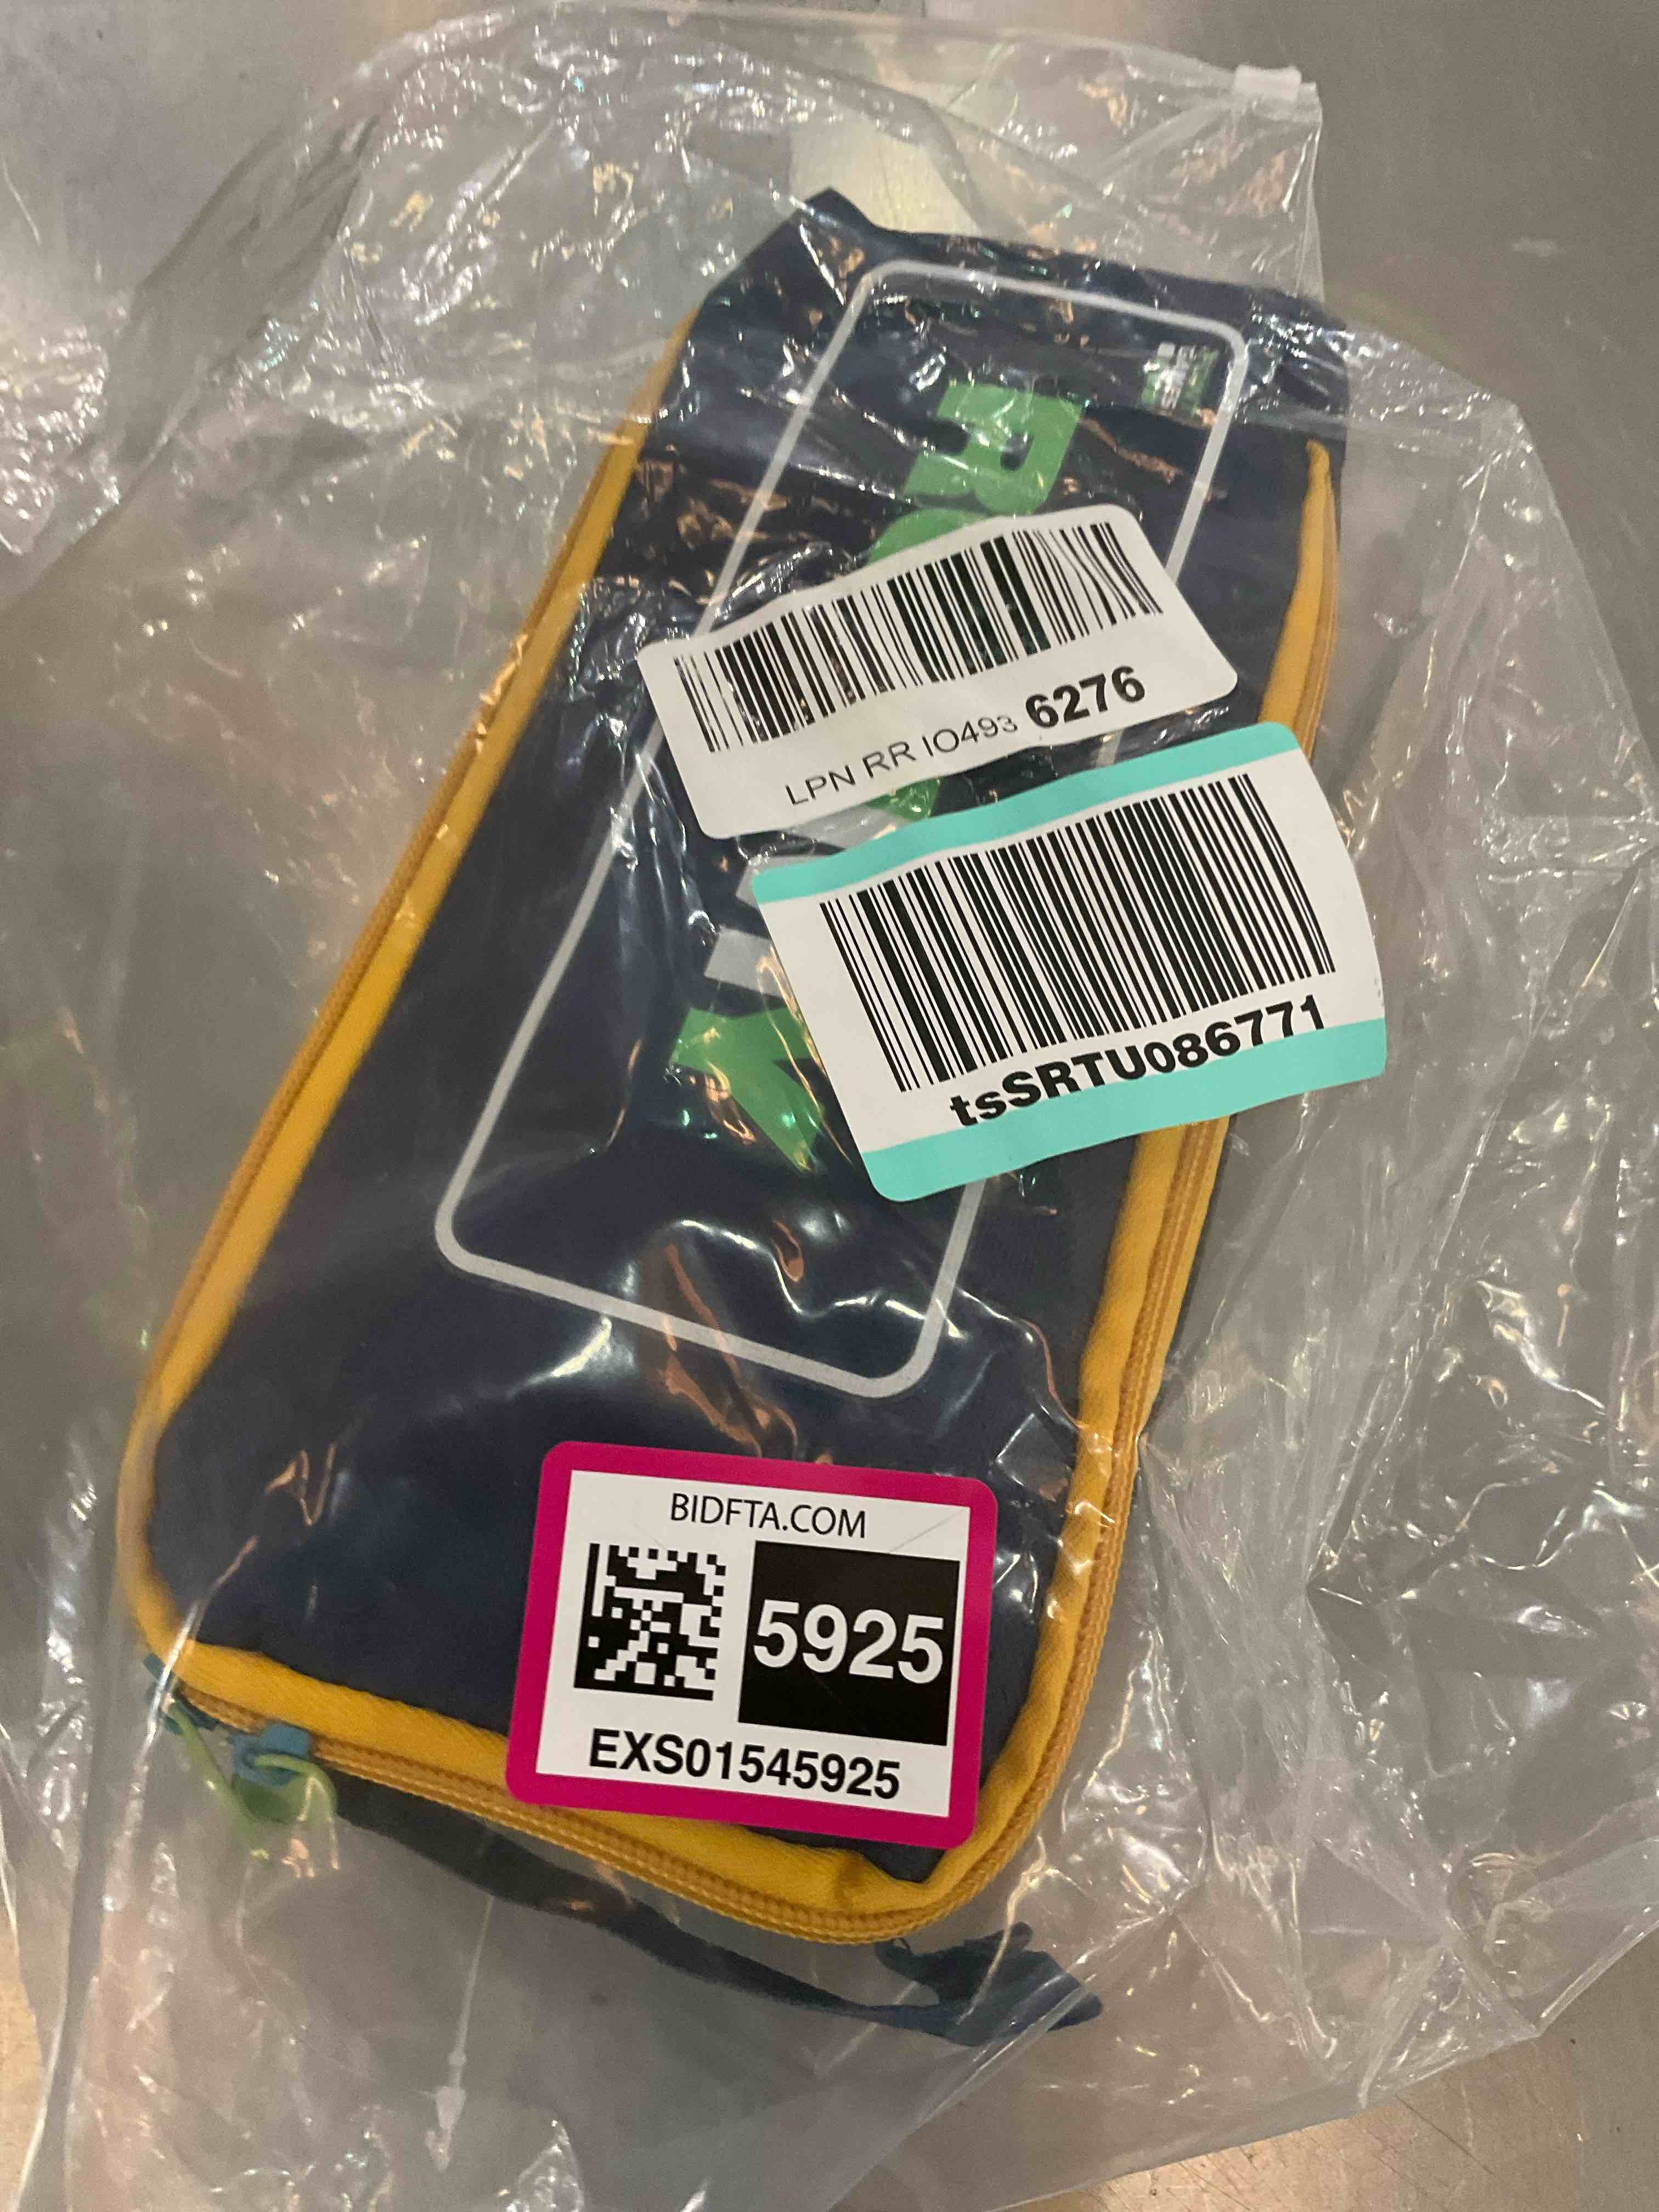 LPN RR IO493 6276
tsSRTU086771
BIDFTA.COM
5925
EXS01545925